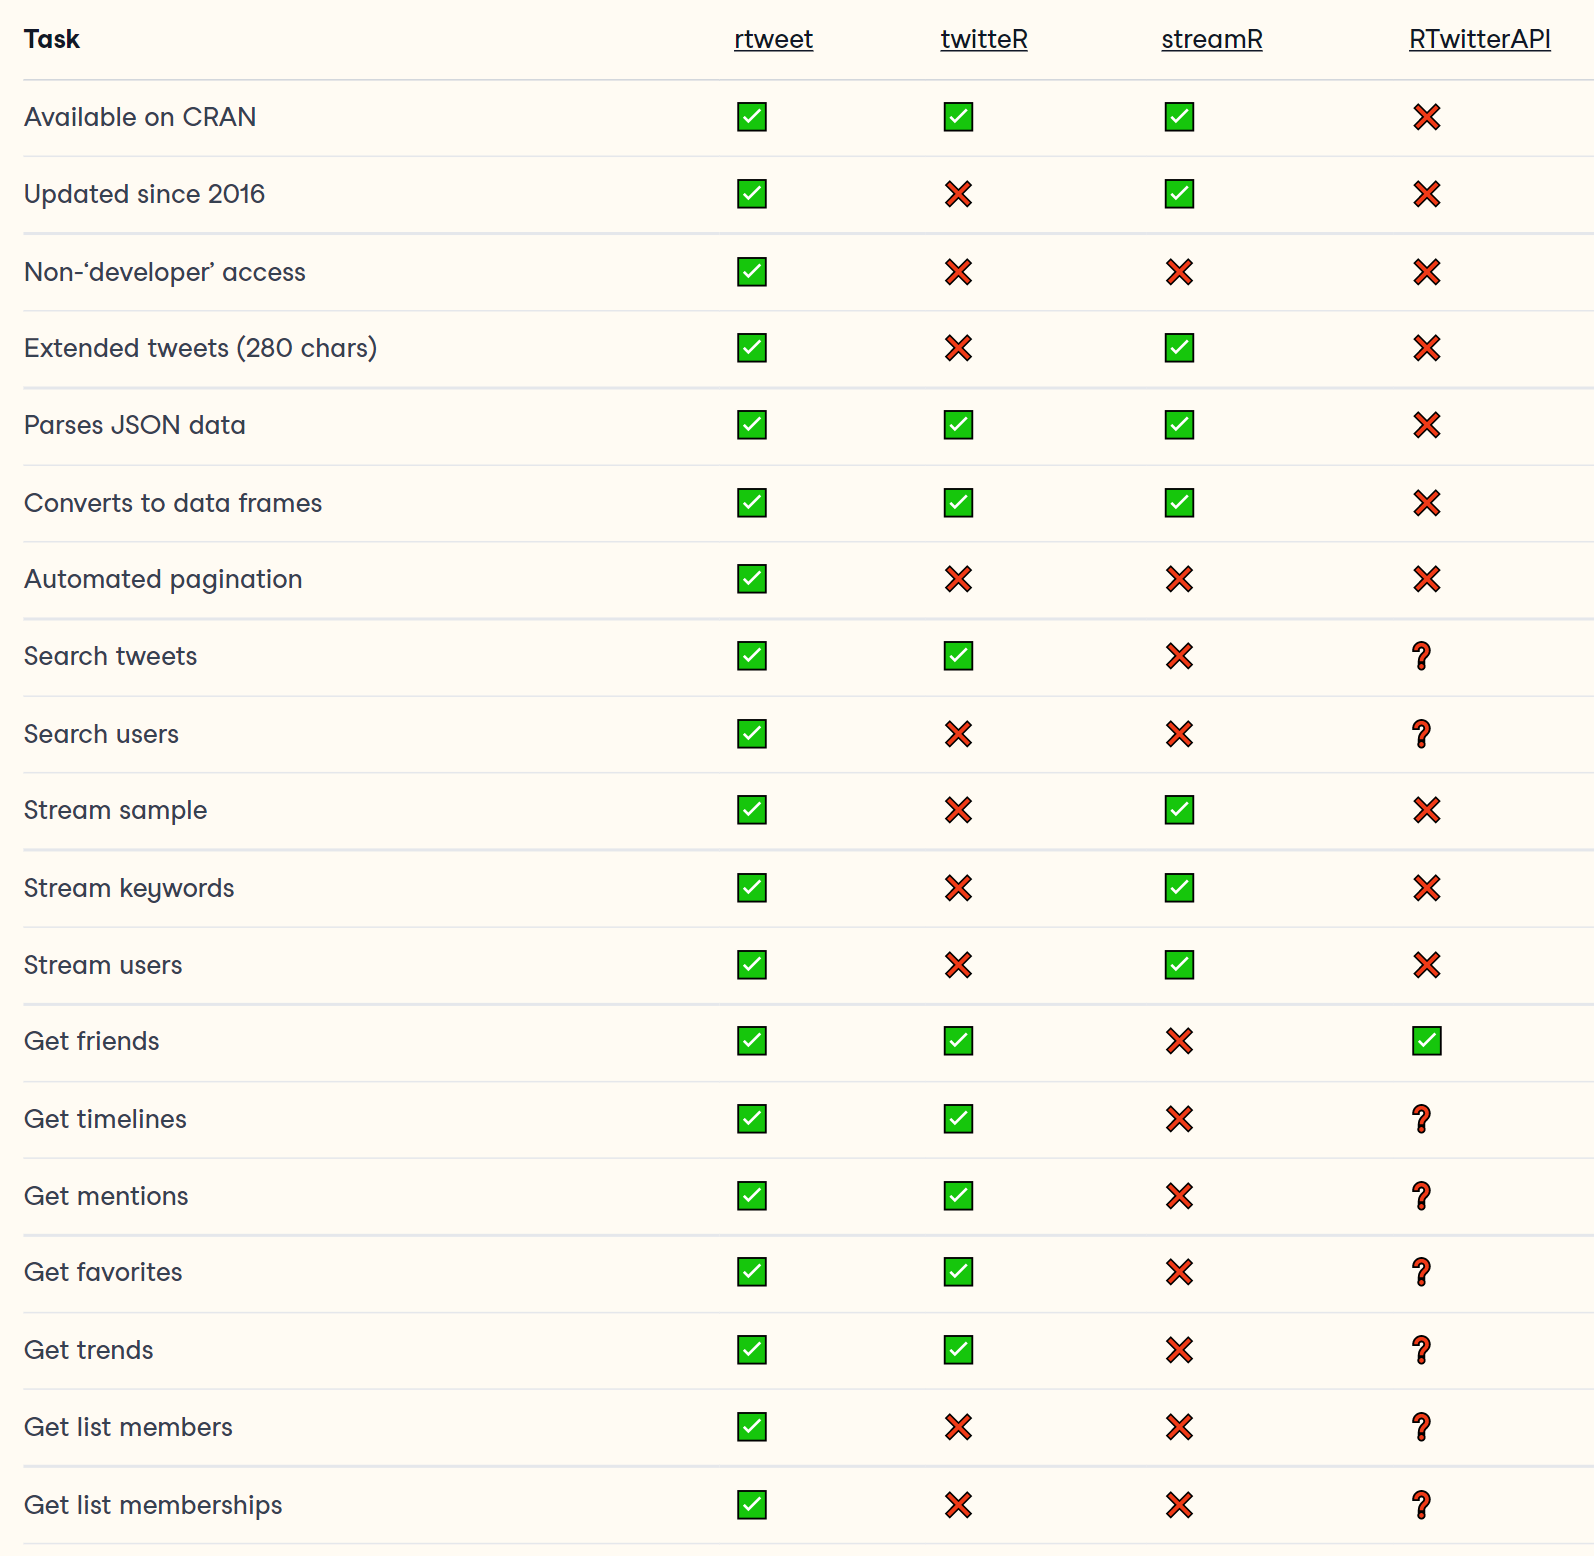 Task rtweet twitteR streamR RTwitterAPI
Available on CRAN ✅ ✅ ✅ ❌
Updated since 2016 ✅ ❌ ✅ ❌
Non-‘developer’ access ✅ ❌ ❌ ❌
Extended tweets (280 chars) ✅ ❌ ✅ ❌
Parses JSON data ✅ ✅ ✅ ❌
Converts to data frames ✅ ✅ ✅ ❌
Automated pagination ✅ ❌ ❌ ❌
Search tweets ✅ ✅ ❌ ❓
Search users ✅ ❌ ❌ ❓
Stream sample ✅ ❌ ✅ ❌
Stream keywords ✅ ❌ ✅ ❌
Stream users ✅ ❌ ✅ ❌
Get friends ✅ ✅ ❌ ✅
Get timelines ✅ ✅ ❌ ❓
Get mentions ✅ ✅ ❌ ❓
Get favorites ✅ ✅ ❌ ❓
Get trends ✅ ✅ ❌ ❓
Get list members ✅ ❌ ❌ ❓
Get list memberships ✅ ❌ ❌ ❓